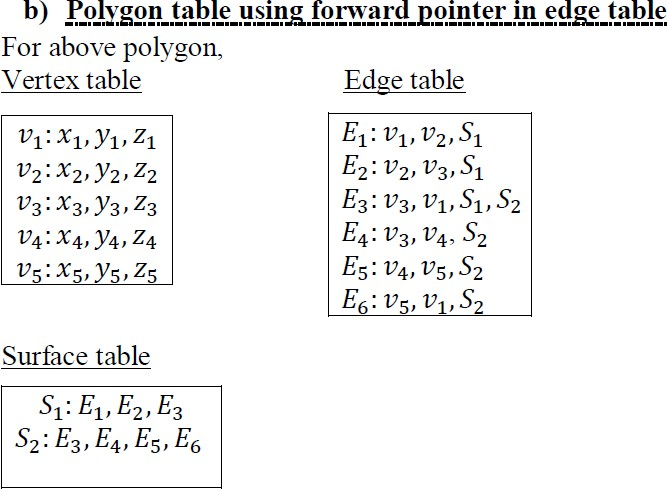 b) Polygon table using forward pointer in edge table
For above polygon,
Vertex table
v₁: x₁, y₁, z₁
v₂: x₂, y₂, z₂
v₃: x₃, y₃, z₃
v₄: x₄, y₄, z₄
v₅: x₅, y₅, z₅
Edge table
E₁: v₁, v₂, S₁
E₂: v₂, v₃, S₁
E₃: v₃, v₁, S₁, S₂
E₄: v₃, v₄, S₂
E₅: v₄, v₅, S₂
E₆: v₅, v₁, S₂
Surface table
S₁: E₁, E₂, E₃
S₂: E₃, E₄, E₅, E₆